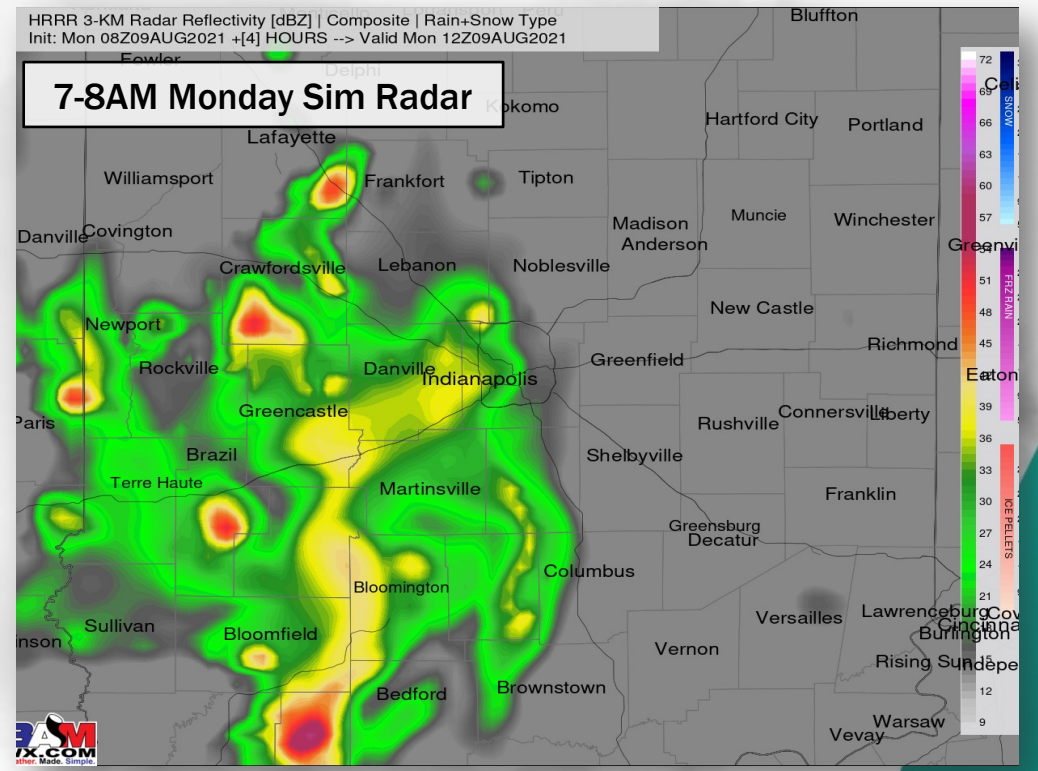 HRRR 3-KM Radar Reflectivity [dBZ] | Composite | Rain+Snow Type
Init: Mon 08Z09AUG2021 +[4] HOURS --> Valid Mon 12Z09AUG2021
Bluffton
Fowler
Delphi
7-8AM Monday Sim Radar
Kokomo
Hartford City
Portland
Lafayette
Williamsport
Frankfort
Tipton
Madison
Muncie
Winchester
Danville
Covington
Anderson
Crawfordsville
Lebanon
Noblesville
New Castle
Newport
Richmond
Rockville
Danville
Indianapolis
Greenfield
Eaton
Greencastle
Connersville
Liberty
Paris
Rushville
Brazil
Shelbyville
Terre Haute
Martinsville
Franklin
Greensburg
Decatur
Columbus
Bloomington
Versailles
Lawrenceburg
Sullivan
Bloomfield
Burlington
Vernon
Rising Sun
Bedford
Brownstown
Warsaw
Vevay
72
69
66
63
60
57
51
48
45
39
36
33
30
27
24
21
12
9
SNOW
FRZ RAIN
ICE PELLETS